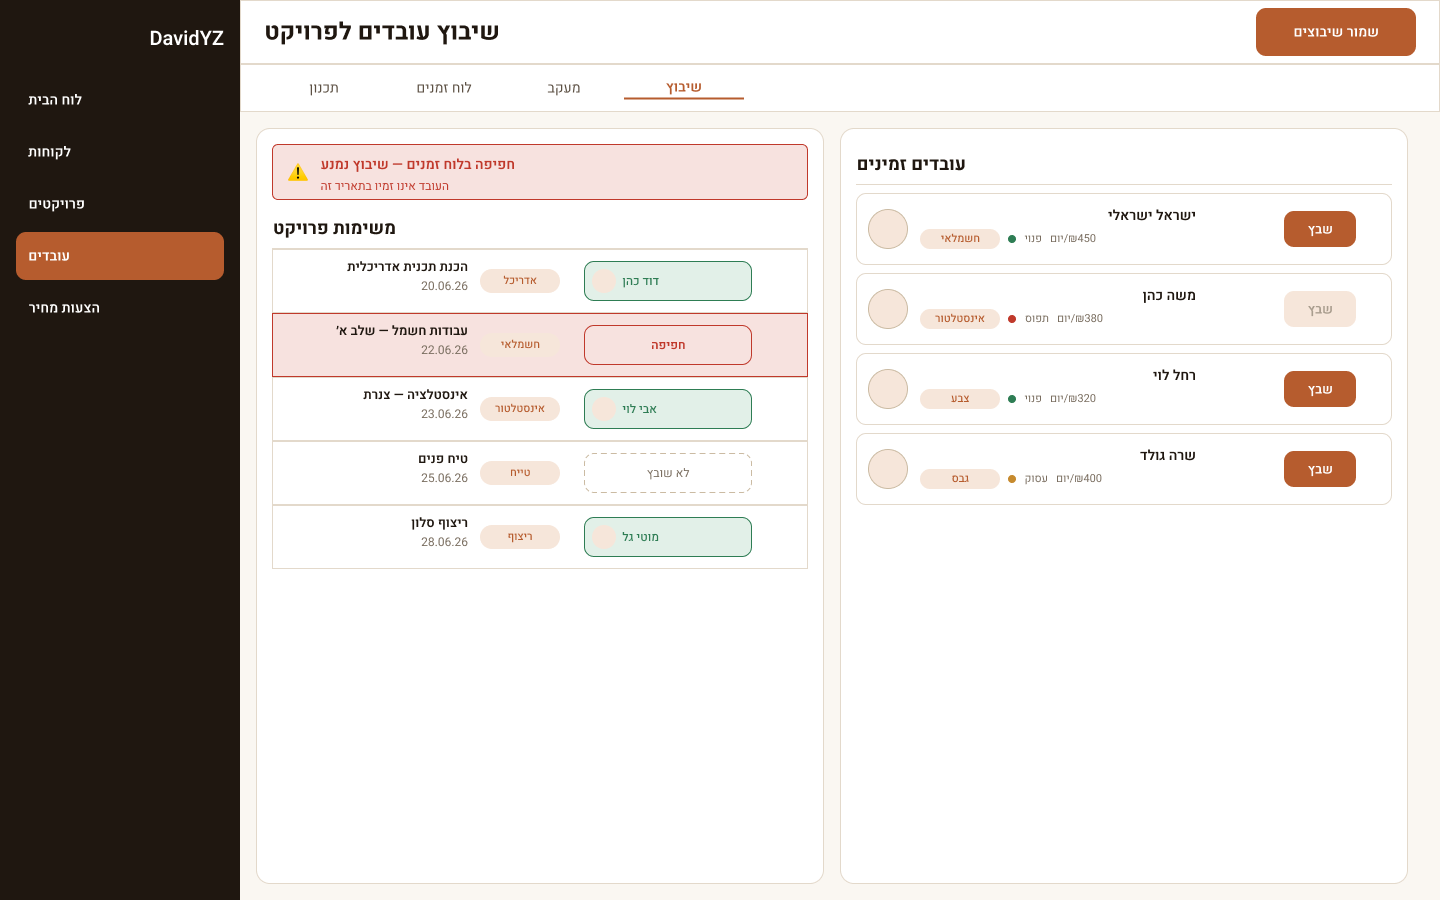 DavidYZ
לוח הבית
לקוחות
פרויקטים
עובדים
הצעות מחיר
שיבוץ עובדים לפרויקט
שמור שיבוצים
תכנון
לוח זמנים
מעקב
שיבוץ
חפיפה בלוח זמנים — שיבוץ נמנע
העובד אינו זמין בתאריך זה
משימות פרויקט
הכנת תכנית אדריכלית
20.06.26
אדריכל
דוד כהן
עבודות חשמל — שלב א׳
22.06.26
חשמלאי
חפיפה
אינסטלציה — צנרת
23.06.26
אינסטלטור
אבי לוי
טיח פנים
25.06.26
טייח
לא שובץ
ריצוף סלון
28.06.26
ריצוף
מוטי גל
עובדים זמינים
ישראל ישראלי
חשמלאי
פנוי
₪450/יום
שבץ
משה כהן
אינסטלטור
תפוס
₪380/יום
שבץ
רחל לוי
צבע
פנוי
₪320/יום
שבץ
שרה גולד
גבס
עסוק
₪400/יום
שבץ